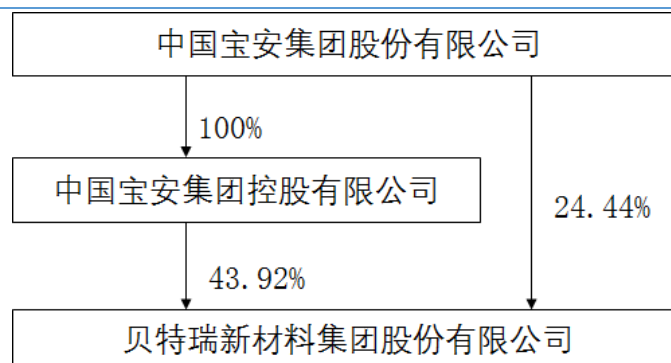 中国宝安集团股份有限公司
100%
中国宝安集团控股有限公司
24.44%
43.92%
贝特瑞新材料集团股份有限公司